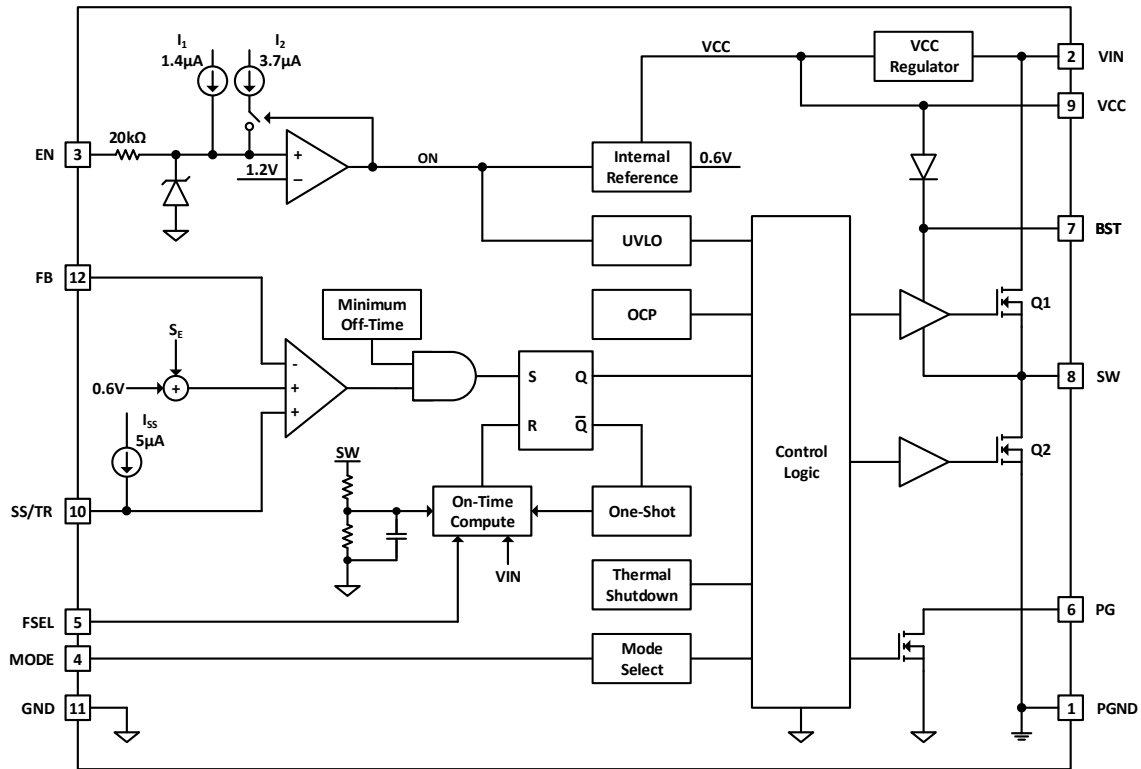 I1
1.4µA
I2
3.7µA
VCC
VCC
Regulator
2
VIN
9
VCC
EN
3
20kΩ
1.2V
+
−
ON
Internal
Reference
0.6V
UVLO
7
BST
FB
12
Minimum
Off-Time
OCP
Q1
SE
0.6V
+
-
+
+
S
Q
R
Q̅
8
SW
ISS
5µA
Control
Logic
Q2
SW
SS/TR
10
On-Time
Compute
One-Shot
VIN
Thermal
Shutdown
FSEL
5
6
PG
MODE
4
Mode
Select
GND
11
1
PGND